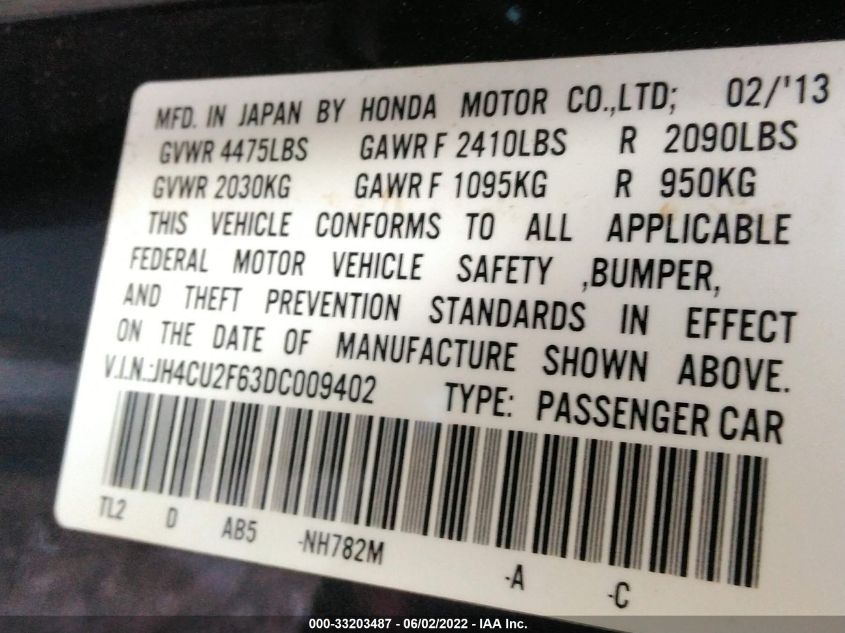 MFD. IN JAPAN BY HONDA MOTOR CO.,LTD; 02/'13
GVWR 4475LBS GAWR F 2410LBS R 2090LBS
GVWR 2030KG GAWR F 1095KG R 950KG
THIS VEHICLE CONFORMS TO ALL APPLICABLE
FEDERAL MOTOR VEHICLE SAFETY ,BUMPER,
AND THEFT PREVENTION STANDARDS IN EFFECT
ON THE DATE OF MANUFACTURE SHOWN ABOVE.
V.I.N.:JH4CU2F63DC009402 TYPE: PASSENGER CAR
TL2 D AB5 -NH782M -A -C
000-33203487 - 06/02/2022 - IAA Inc.